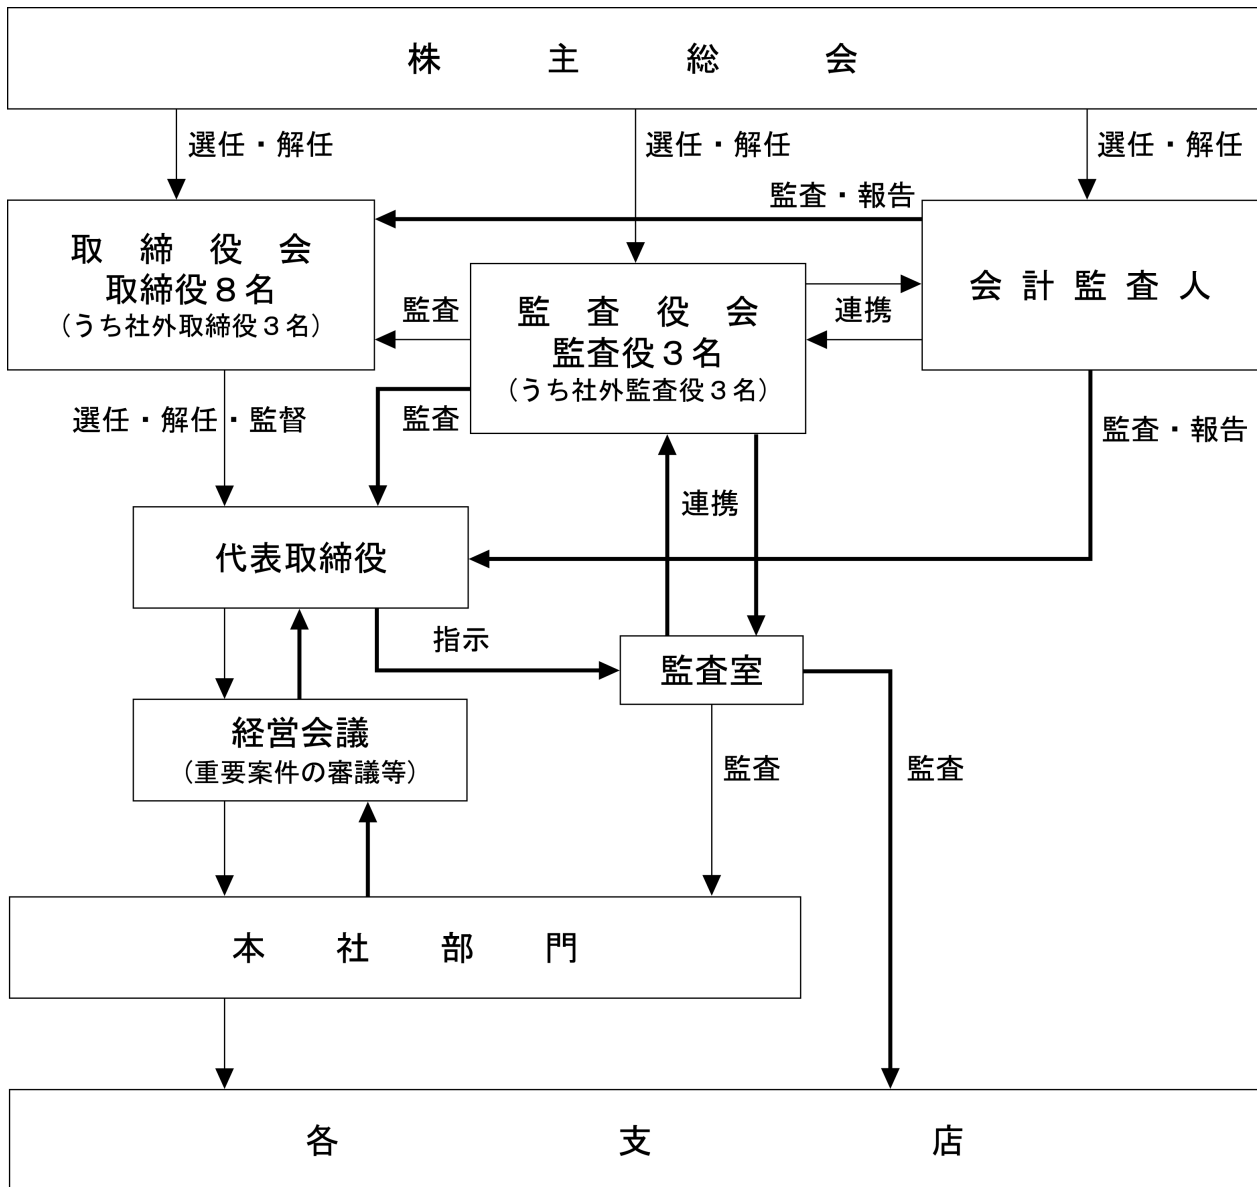 株主総会
選任・解任
選任・解任
選任・解任
監査・報告
取締役会
取締役８名
（うち社外取締役３名）
監査
監査役会
監査役３名
（うち社外監査役３名）
連携
会計監査人
選任・解任・監督
監査
監査・報告
連携
代表取締役
指示
監査室
経営会議
（重要案件の審議等）
監査
監査
本社部門
各支店